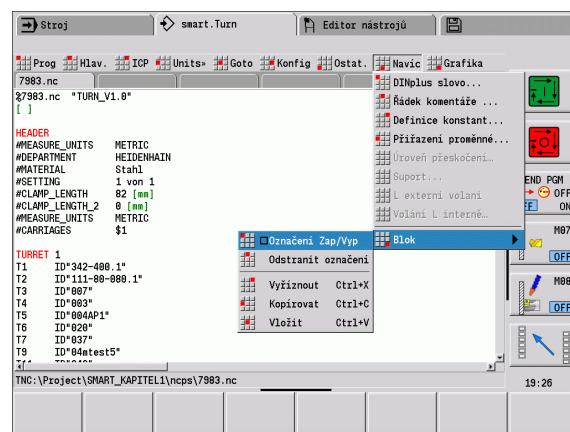 Stroj smart.Turn Editor nástrojů
Prog Hlav. ICP Units» Goto Konfig Ostat. Navíc Grafika
7983.nc
%7983.nc "TURN_V1.0"
[ ]
HEADER
#MEASURE_UNITS METRIC
#DEPARTMENT HEIDENHAIN
#MATERIAL Stahl
#SETTING 1 von 1
#CLAMP_LENGTH 82 [mm]
#CLAMP_LENGTH_2 0 [mm]
#MEASURE_UNITS METRIC
#CARRIAGES $1
TURRET 1
T1 ID"342-400.1"
T2 ID"111-80-080.1"
T3 ID"007"
T4 ID"003"
T5 ID"004AP1"
T6 ID"020"
T7 ID"037"
T9 ID"04mtest5"
DINplus slovo...
Řádek komentáře ...
Definice konstant...
Přiřazení proměnné...
Úroveň přeskočení…
Suport...
L externí volání
Volání L interně…
Blok
Označení Zap/Vyp
Odstranit označení
Vyjíznout Ctrl+X
Kopírovat Ctrl+C
Vložit Ctrl+V
END PGM
OFF
ON
M07
OFF
M08
OFF
TNC:\Project\SMART_KAPITEL1\ncps\7983.nc
19:26